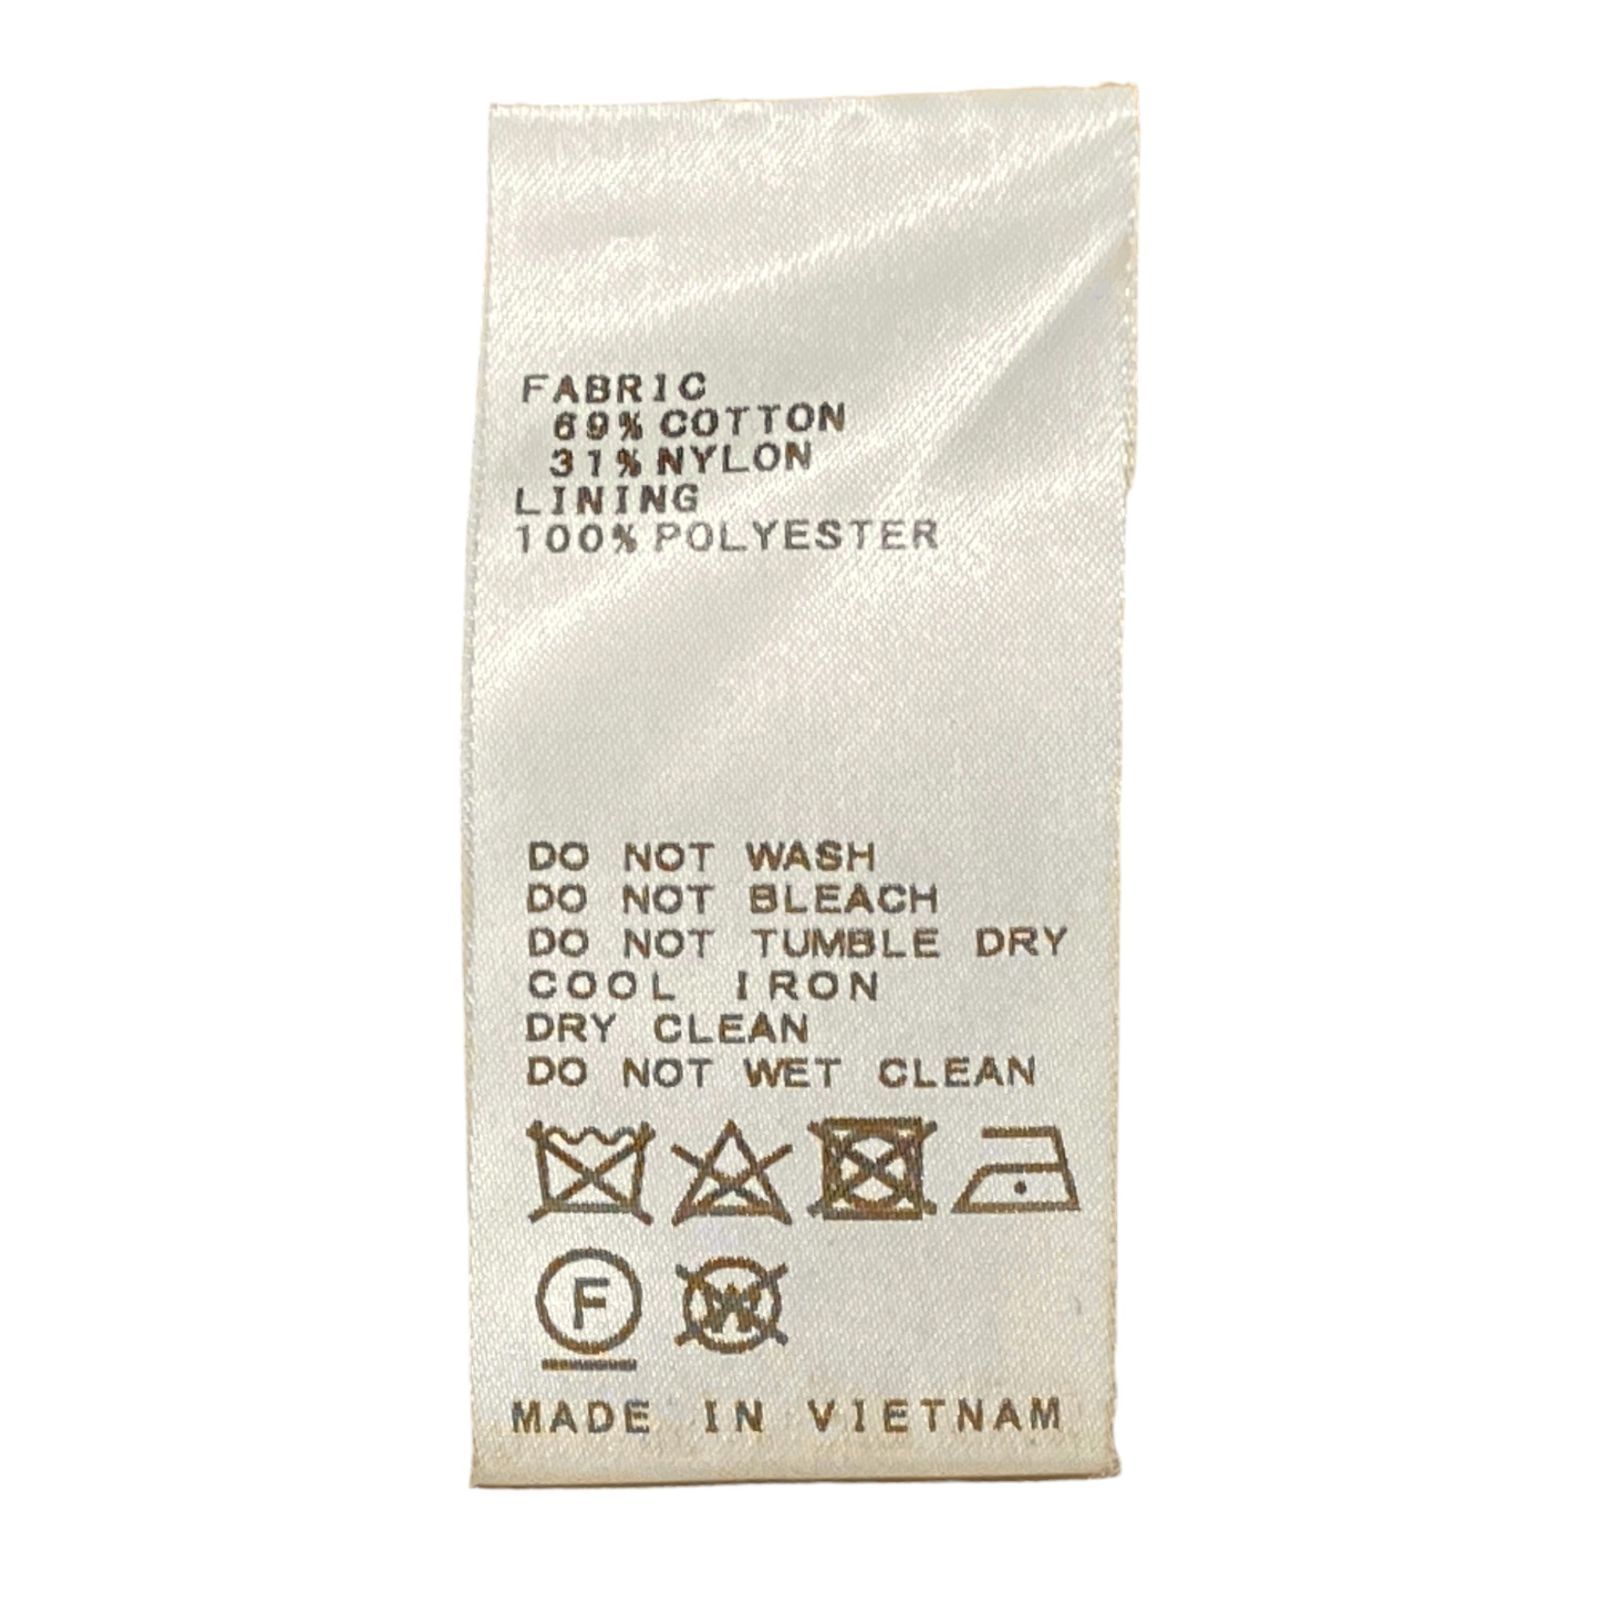 FABRIC
69% COTTON
31% NYLON
LINING
100% POLYESTER
DO NOT WASH
DO NOT BLEACH
DO NOT TUMBLE DRY
COOL IRON
DRY CLEAN
DO NOT WET CLEAN
F W
MADE IN VIETNAM